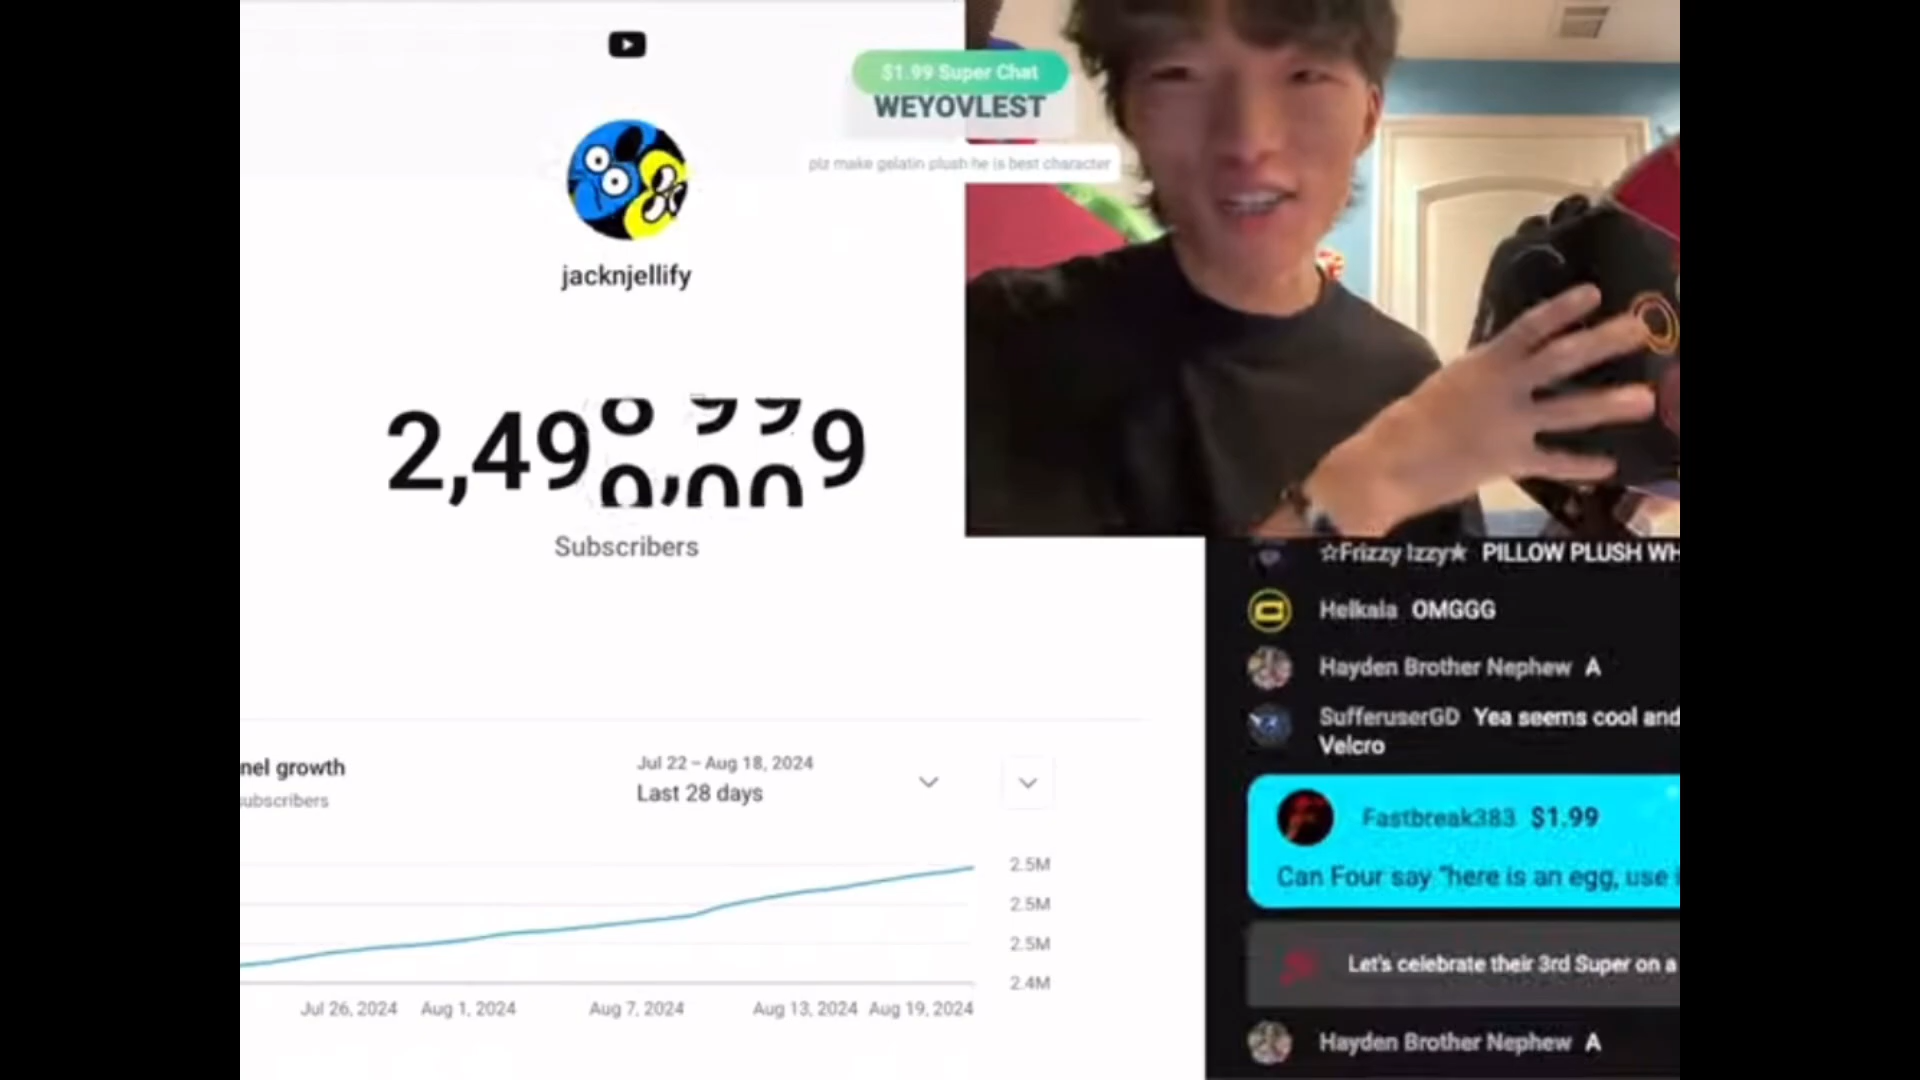 $1.99 Super Chat
WEYOVLEST
plz make gelatin plush he is best character
jacknjellify
2,49
9
Subscribers
nel growth
ubscribers
Jul 22 – Aug 18, 2024
Last 28 days
2.5M
2.5M
2.5M
2.4M
Jul 26, 2024 Aug 1, 2024 Aug 7, 2024 Aug 13, 2024 Aug 19, 2024
☆Frizzy Izzy★ PILLOW PLUSH WH
Helkala OMGGG
Hayden Brother Nephew A
SufferuserGD Yea seems cool and
Velcro
Fastbreak383 $1.99
Can Four say "here is an egg, use i
Let's celebrate their 3rd Super on a
Hayden Brother Nephew A